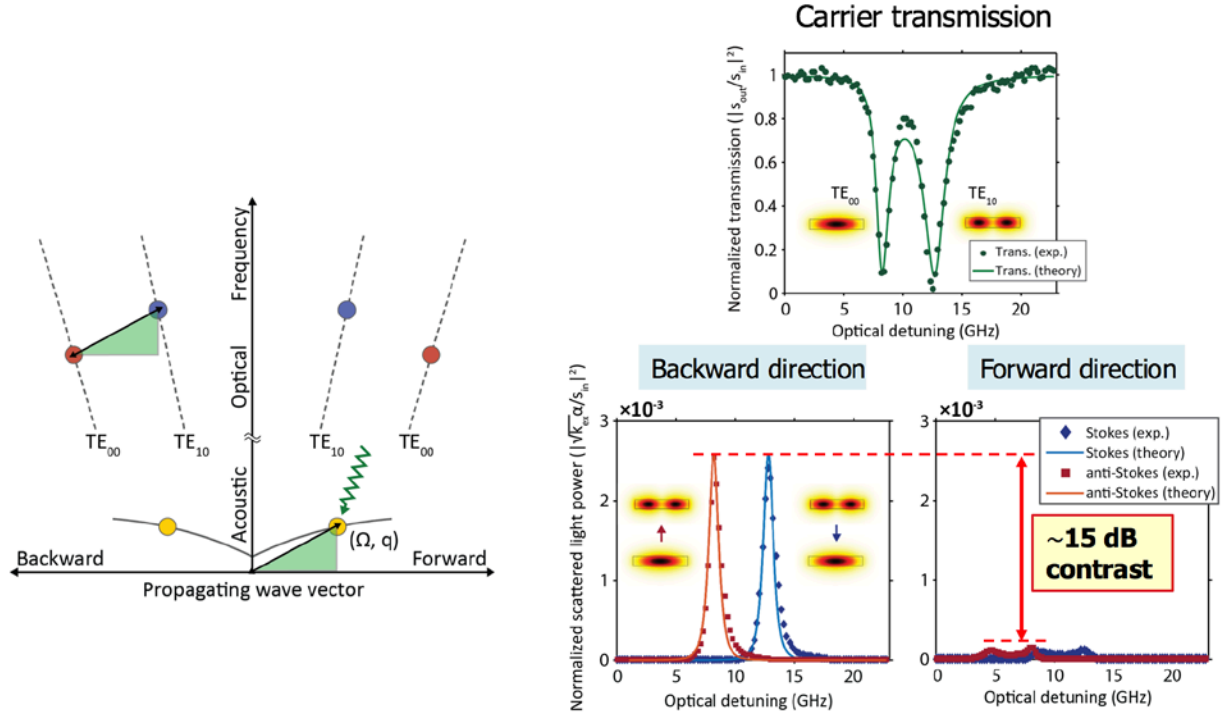 Carrier transmission
Normalized transmission (|s_out/s_in|²)
1
0.8
0.6
0.4
0.2
0
TE₀₀
TE₁₀
Trans. (exp.)
Trans. (theory)
0
5
10
15
20
Optical detuning (GHz)
Frequency
Optical
Acoustic
TE₀₀
TE₁₀
TE₁₀
TE₀₀
(Ω, q)
Backward
Forward
Propagating wave vector
Backward direction
Forward direction
Normalized scattered light power (|√k_ex α/s_in|²)
×10⁻³
3
2
1
0
0
5
10
15
20
Optical detuning (GHz)
×10⁻³
3
2
1
0
Stokes (exp.)
Stokes (theory)
anti-Stokes (exp.)
anti-Stokes (theory)
~15 dB
contrast
0
5
10
15
20
Optical detuning (GHz)